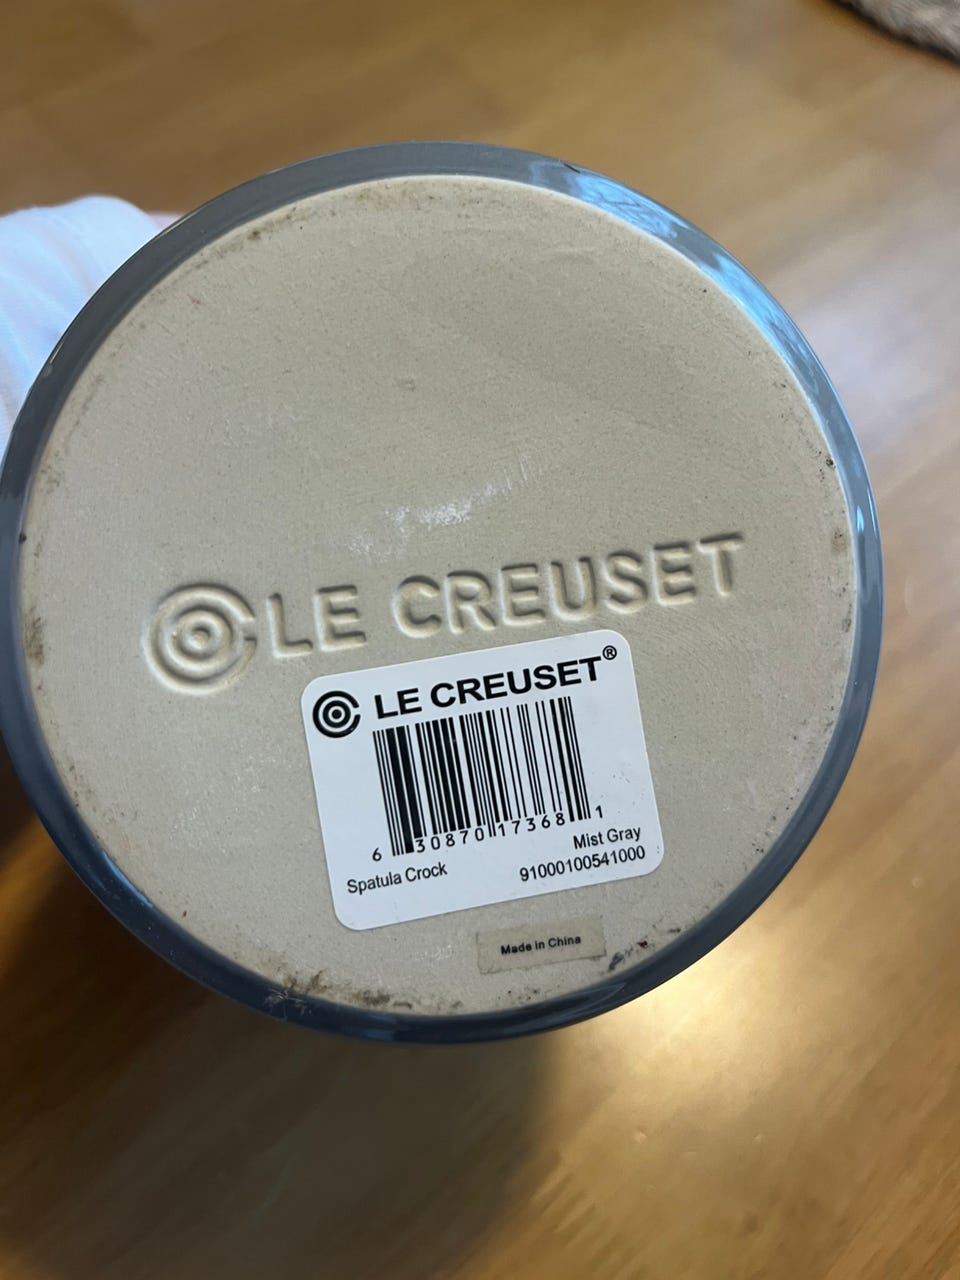 LE CREUSET
LE CREUSET®
6 30870 17368 1
Spatula Crock
Mist Gray
91000100541000
Made in China